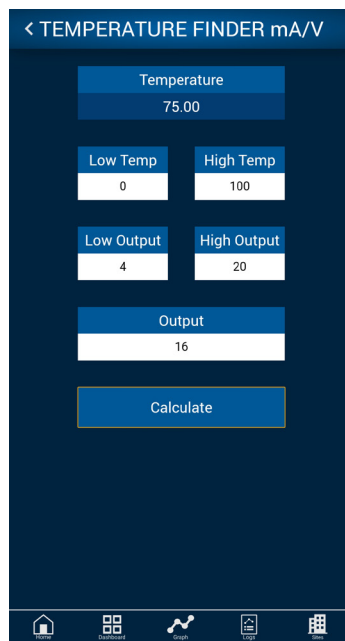 < TEMPERATURE FINDER mA/V
Temperature
75.00
Low Temp High Temp
0 100
Low Output High Output
4 20
Output
16
Calculate
Home Dashboard Graph Logs Sites